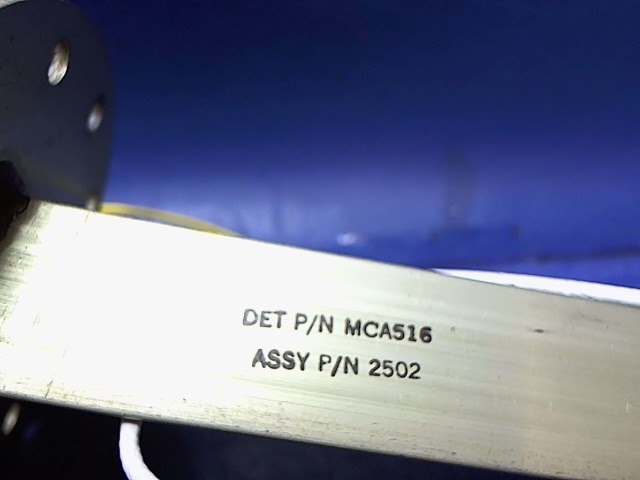 DET P/N MCA516
ASSY P/N 2502